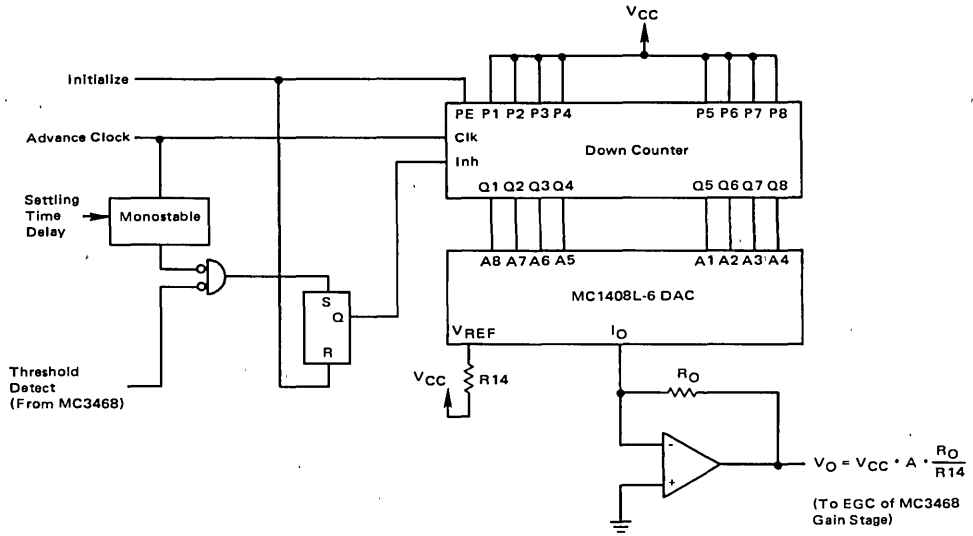 VCC
Initialize
PE P1 P2 P3 P4 P5 P6 P7 P8
Advance Clock
Clk
Down Counter
Inh
Q1 Q2 Q3 Q4 Q5 Q6 Q7 Q8
Settling
Time
Delay
Monostable
A8 A7 A6 A5 A1 A2 A3 A4
MC1408L-6 DAC
S
Q
R
VREF
IO
Threshold
Detect
(From MC3468)
VCC
R14
RO
-
+
VO = VCC • A • RO/R14
(To EGC of MC3468
Gain Stage)